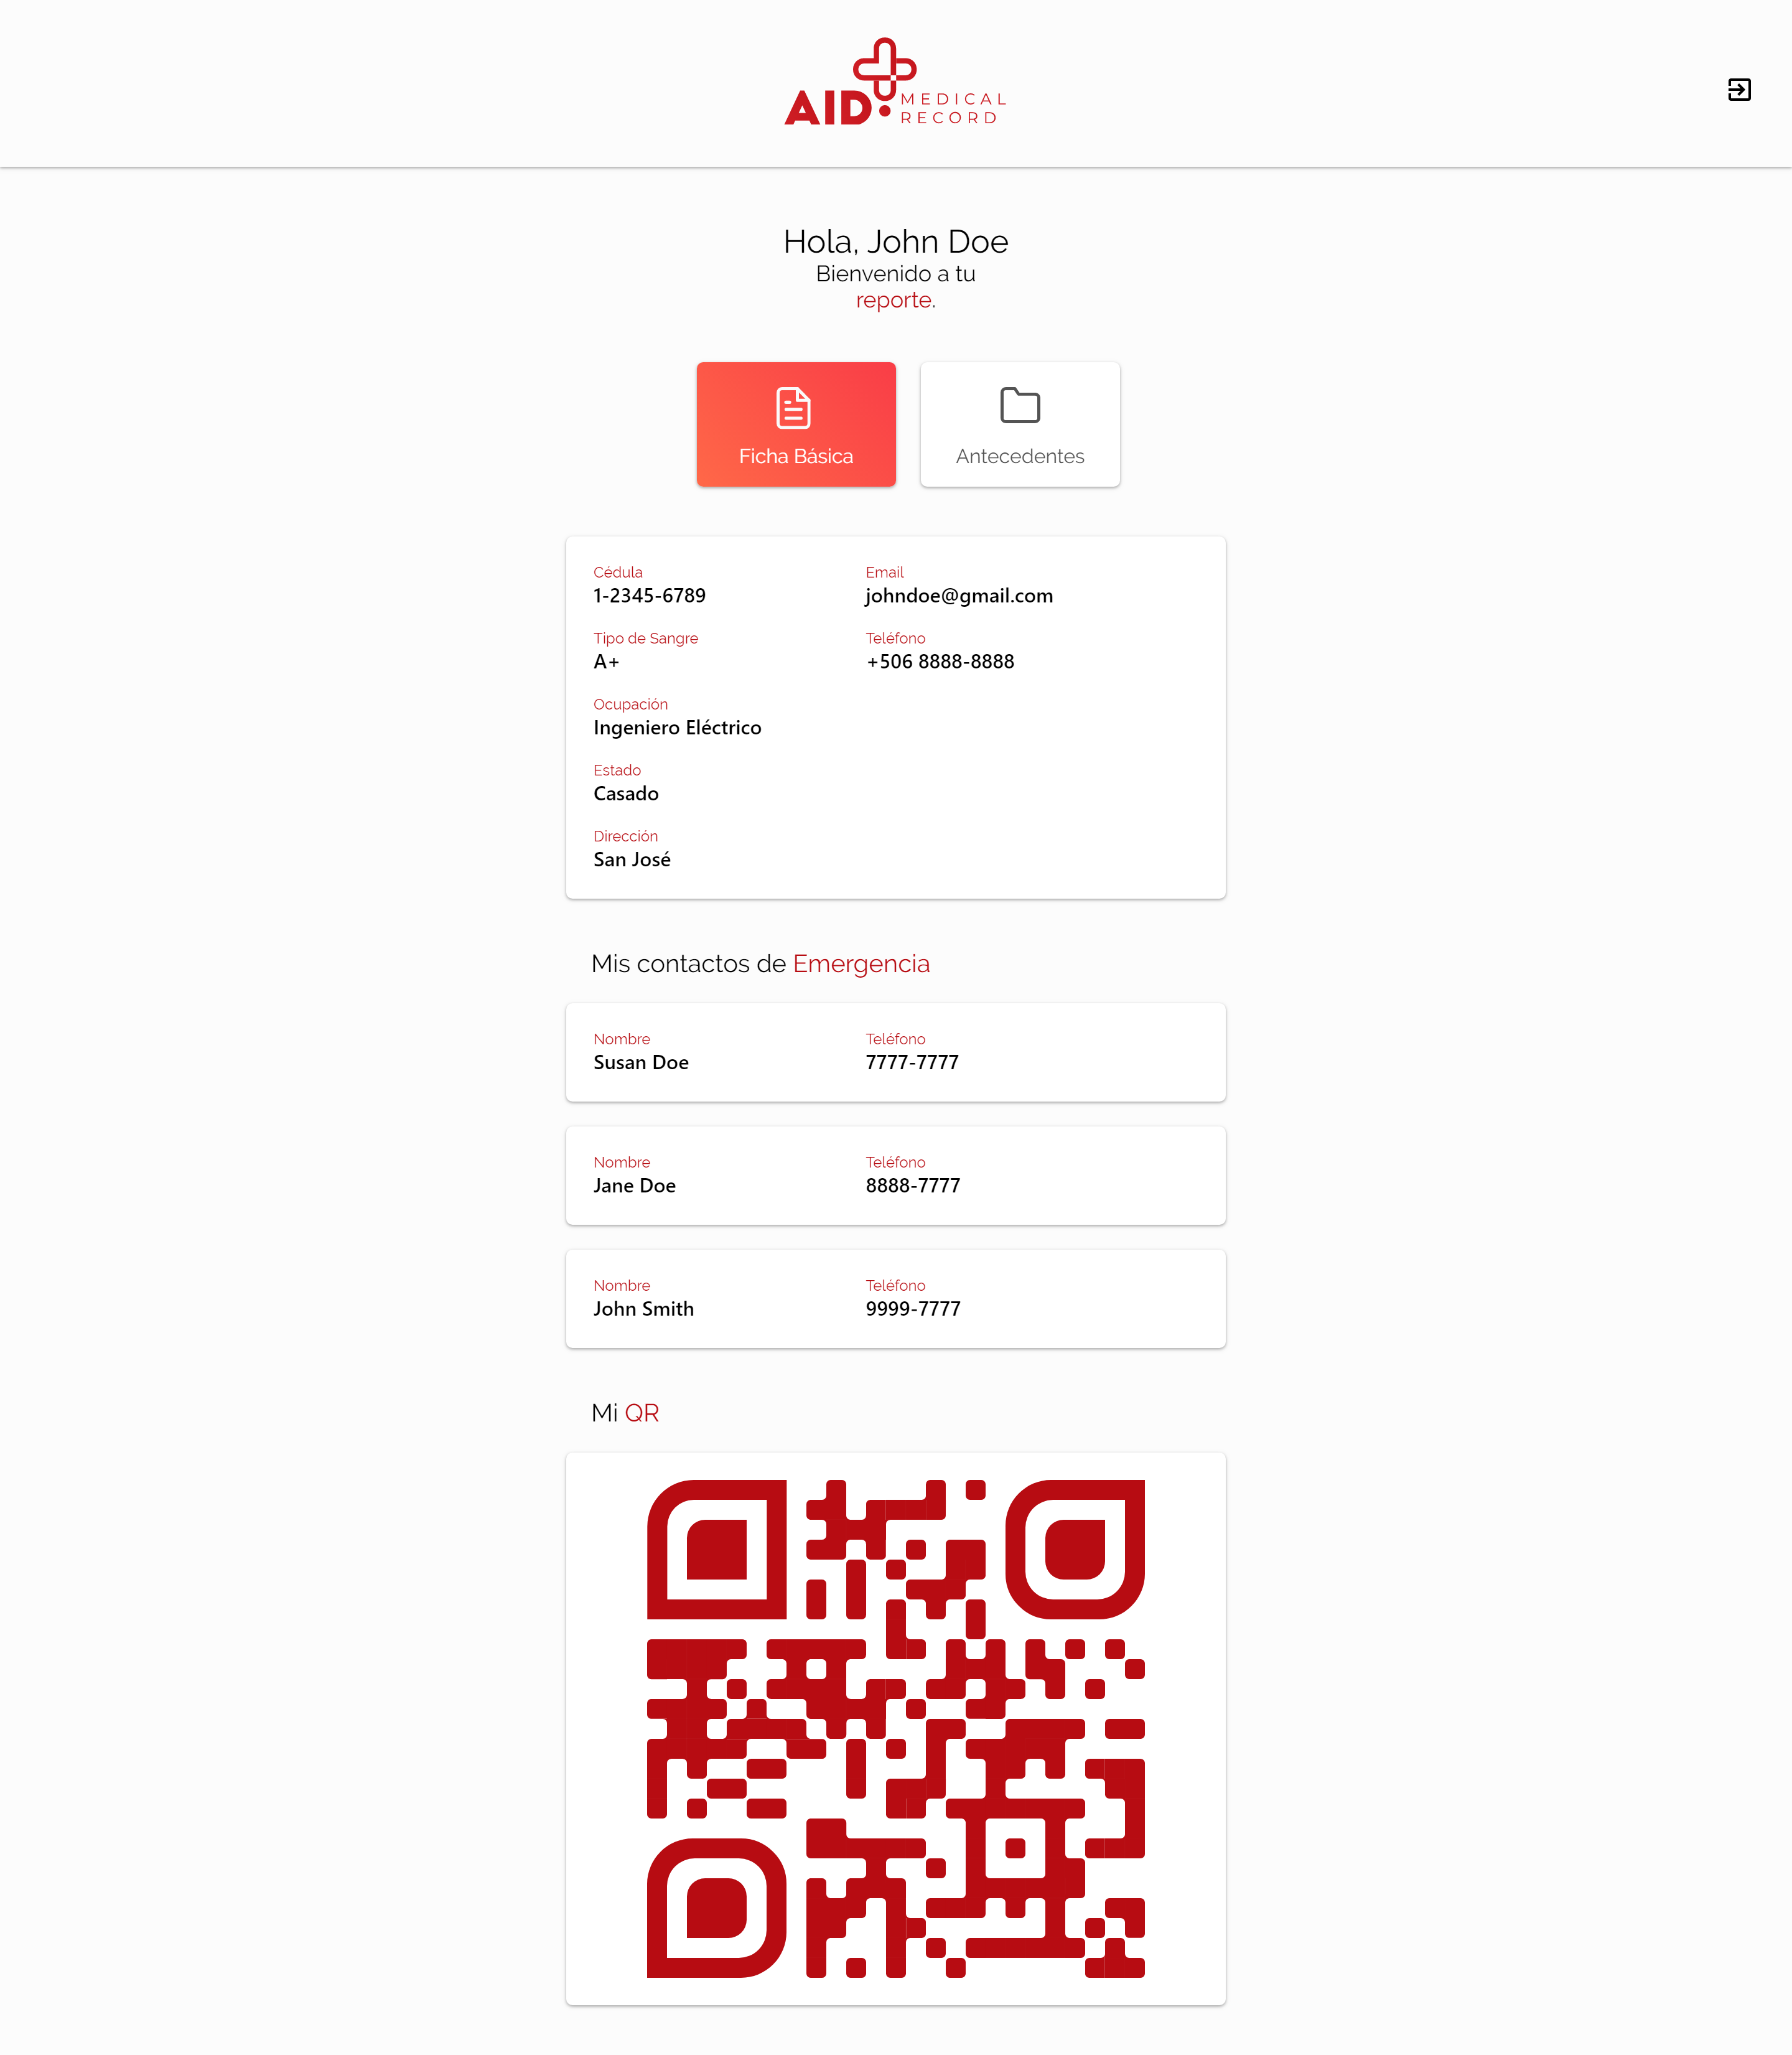 AID MEDICAL
RECORD
Hola, John Doe
Bienvenido a tu
reporte.
Ficha Básica
Antecedentes
Cédula
1-2345-6789
Email
johndoe@gmail.com
Tipo de Sangre
A+
Teléfono
+506 8888-8888
Ocupación
Ingeniero Eléctrico
Estado
Casado
Dirección
San José
Mis contactos de Emergencia
Nombre
Susan Doe
Teléfono
7777-7777
Nombre
Jane Doe
Teléfono
8888-7777
Nombre
John Smith
Teléfono
9999-7777
Mi QR